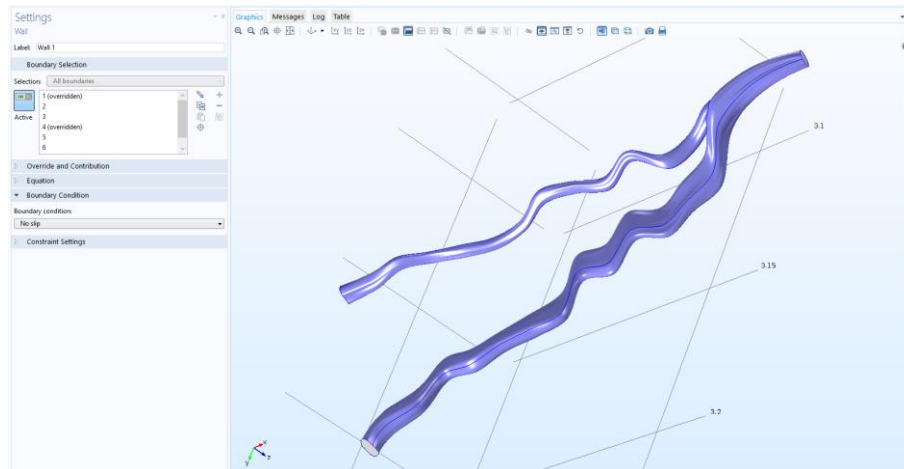 Settings
Wall
Label: Wall 1
Boundary Selection
Selection: All boundaries
1 (overridden)
2
Active
3
4 (overridden)
5
6
Override and Contribution
Equation
Boundary Condition
Boundary condition:
No slip
Constraint Settings
Graphics Messages Log Table
3.1
3.15
3.2
x
y
z